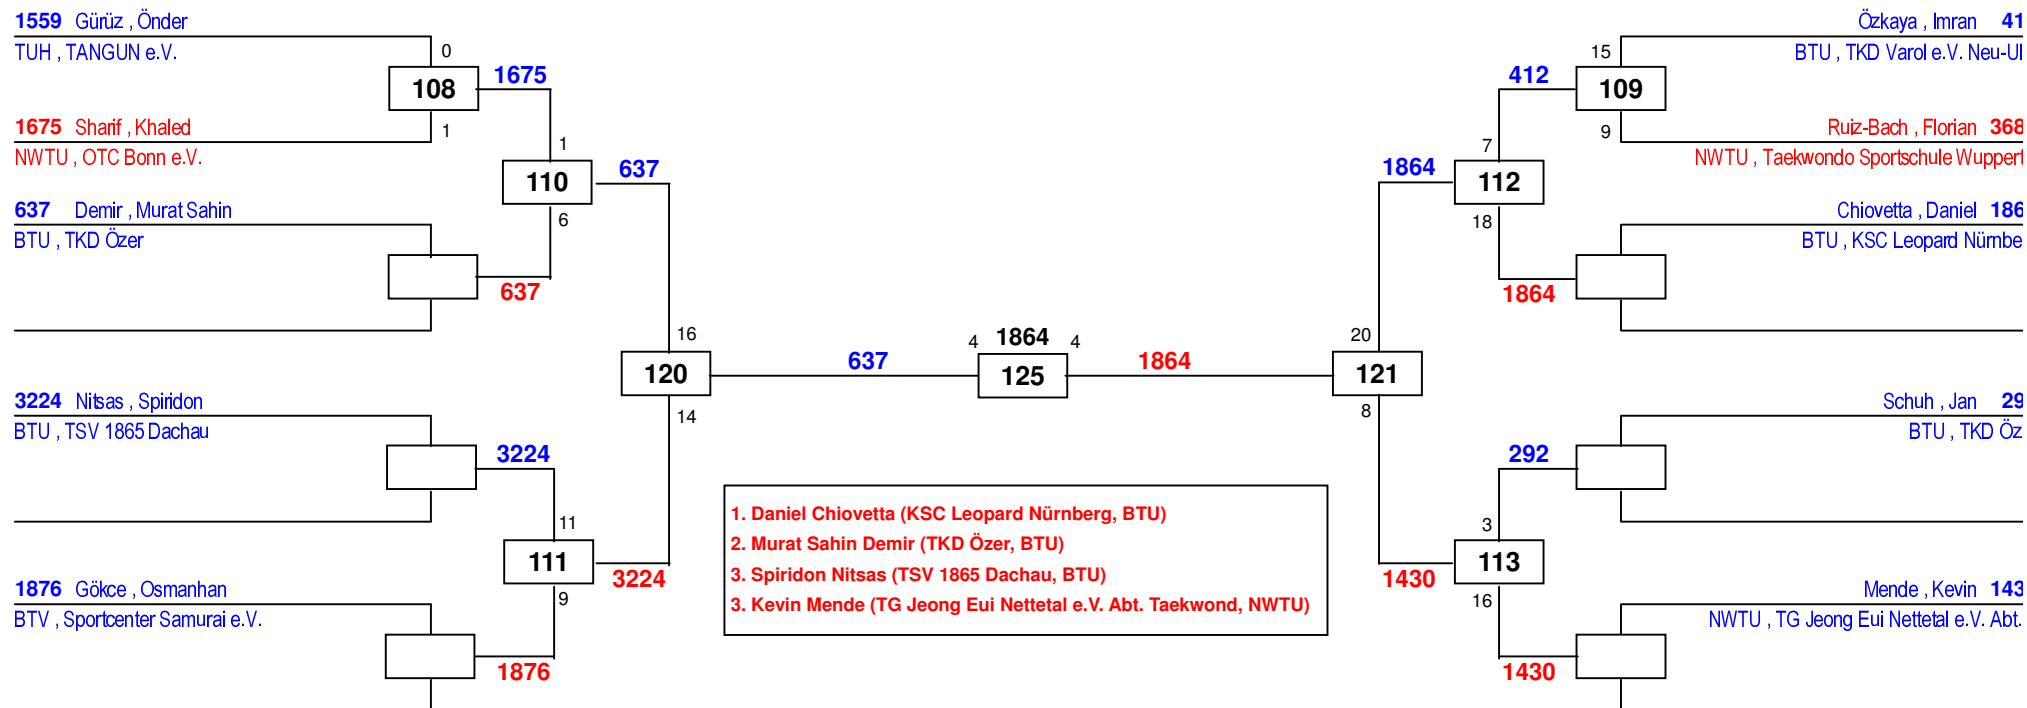 1559 Gürüz , Önder
TUH , TANGUN e.V.
0
108
1675
1
1675 Sharif , Khaled
NWTU , OTC Bonn e.V.
1
110
637
6
637 Demir , Murat Sahin
BTU , TKD Özer
637
16
120
637
14
3224 Nitsas , Spiridon
BTU , TSV 1865 Dachau
3224
11
111
3224
9
1876 Gökce , Osmanhan
BTV , Sportcenter Samurai e.V.
1876
4 1864 4
125
1864
1. Daniel Chiovetta (KSC Leopard Nürnberg, BTU)
2. Murat Sahin Demir (TKD Özer, BTU)
3. Spiridon Nitsas (TSV 1865 Dachau, BTU)
3. Kevin Mende (TG Jeong Eui Nettetal e.V. Abt. Taekwond, NWTU)
Özkaya , Imran 41
BTU , TKD Varol e.V. Neu-Ul
15
412
109
9
Ruiz-Bach , Florian 368
NWTU , Taekwondo Sportschule Wuppert
7
1864
112
18
Chiovetta , Daniel 186
BTU , KSC Leopard Nürnbe
1864
20
121
8
Schuh , Jan 29
BTU , TKD Öz
292
3
113
1430
16
Mende , Kevin 143
NWTU , TG Jeong Eui Nettetal e.V. Abt.
1430